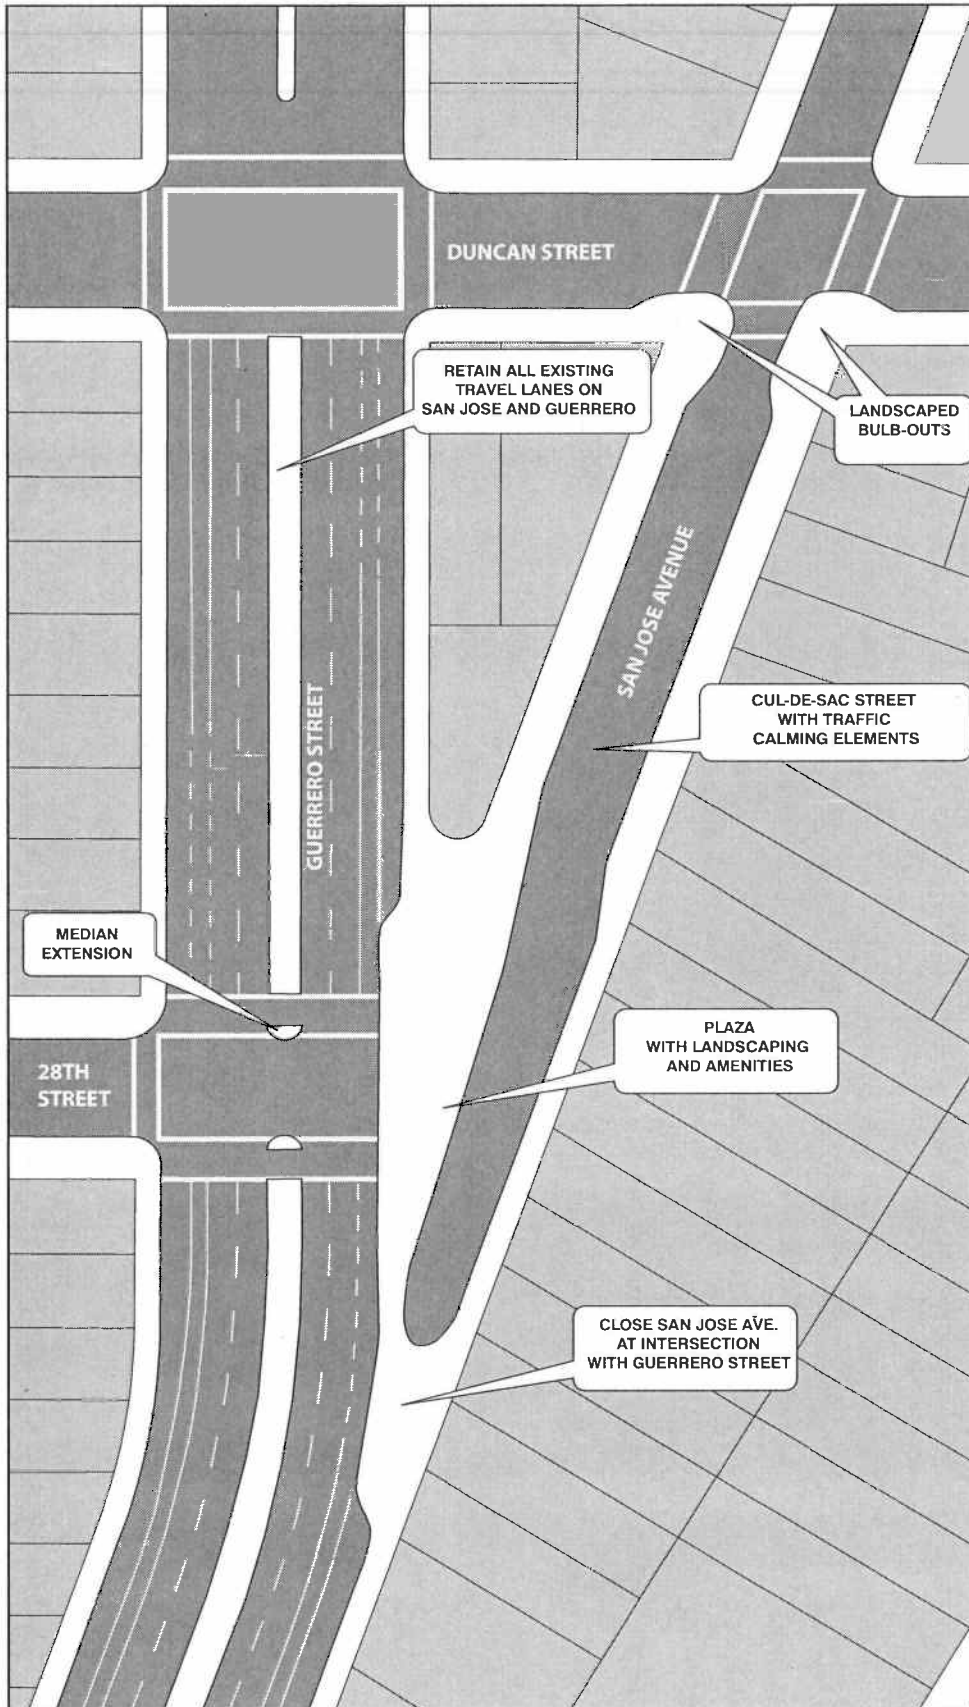 DUNCAN STREET
RETAIN ALL EXISTING
TRAVEL LANES ON
SAN JOSE AND GUERRERO
LANDSCAPED
BULB-OUTS
SAN JOSE AVENUE
GUERRERO STREET
CUL-DE-SAC STREET
WITH TRAFFIC
CALMING ELEMENTS
MEDIAN
EXTENSION
PLAZA
WITH LANDSCAPING
AND AMENITIES
28TH
STREET
CLOSE SAN JOSE AVE.
AT INTERSECTION
WITH GUERRERO STREET